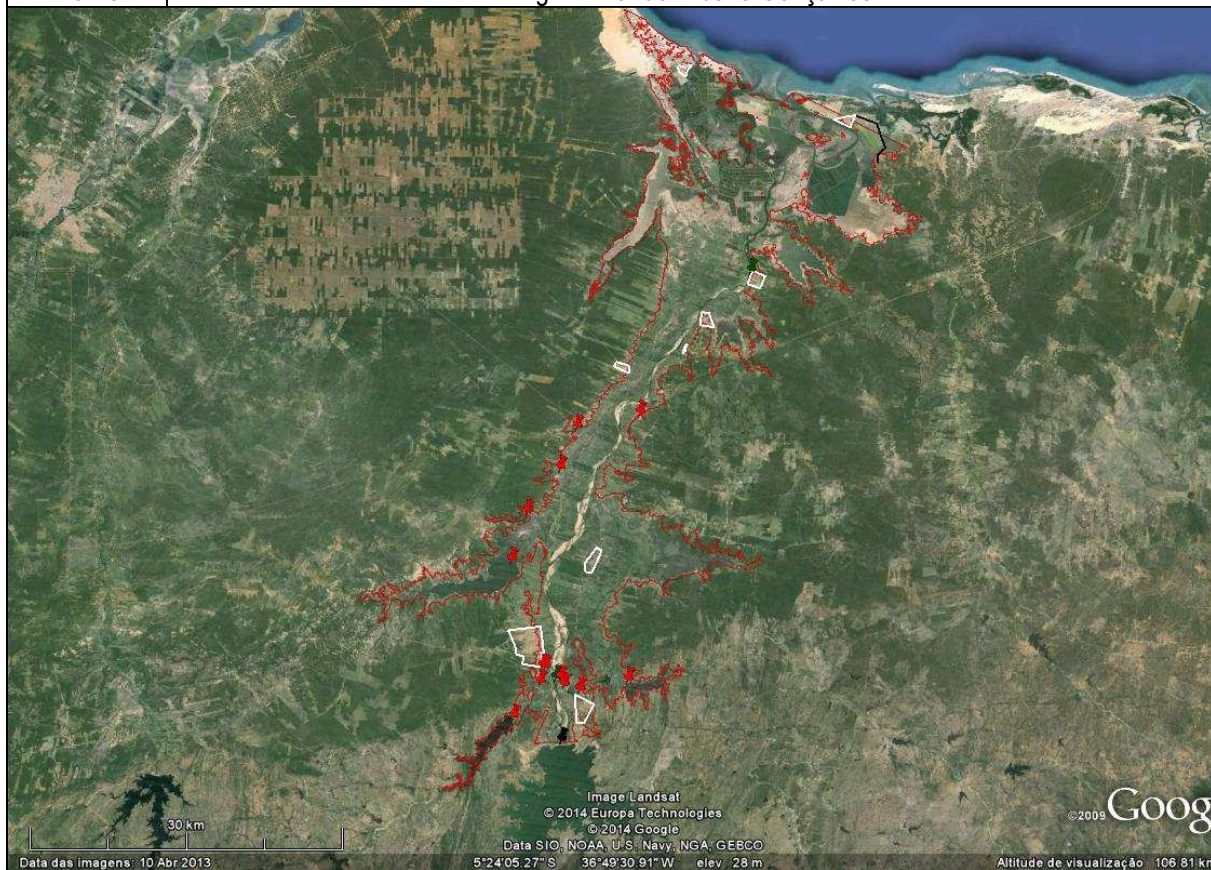 Image Landsat
© 2014 Europa Technologies
© 2014 Google
Data SIO, NOAA, U.S. Navy, NGA, GEBCO
©2009 Goog
30 km
Data das imagens: 10 Abr 2013 5°24'05.27" S 36°49'30.91" W elev 28 m Altitude de visualização 106.81 km